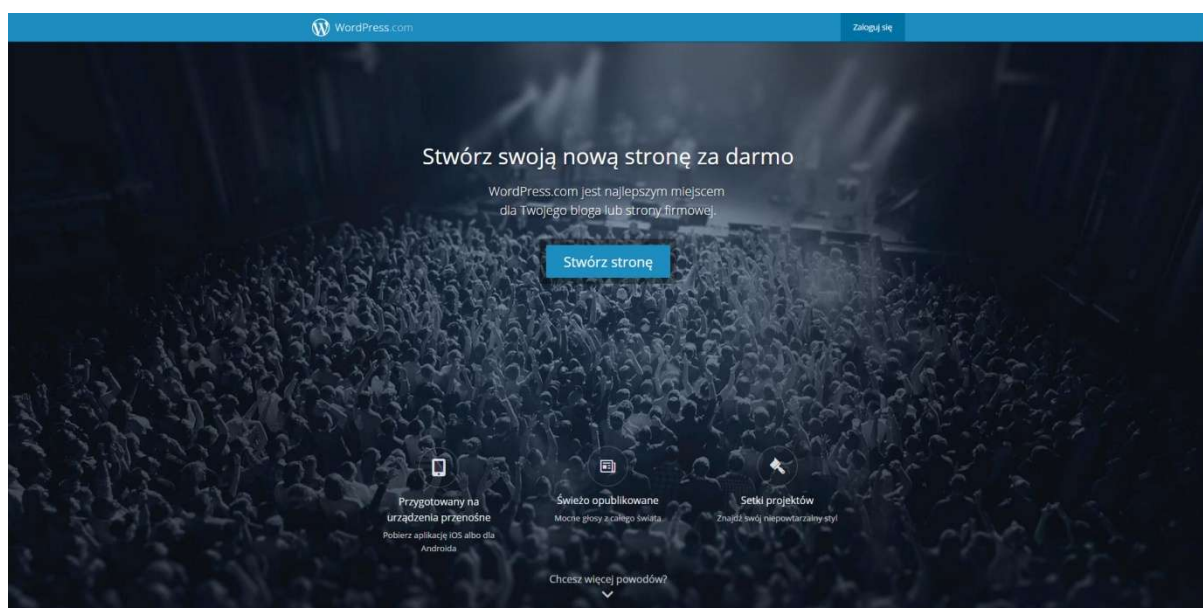 WordPress.com
Zaloguj się
Stwórz swoją nową stronę za darmo
WordPress.com jest najlepszym miejscem
dla Twojego bloga lub strony firmowej.
Stwórz stronę
Przygotowany na
urządzenia przenośne
Pobierz aplikację iOS albo dla
Androida
Świeżo opublikowane
Mocne głosy z całego świata
Setki projektów
Znajdź swój niepowtarzalny styl
Chcesz więcej powodów?